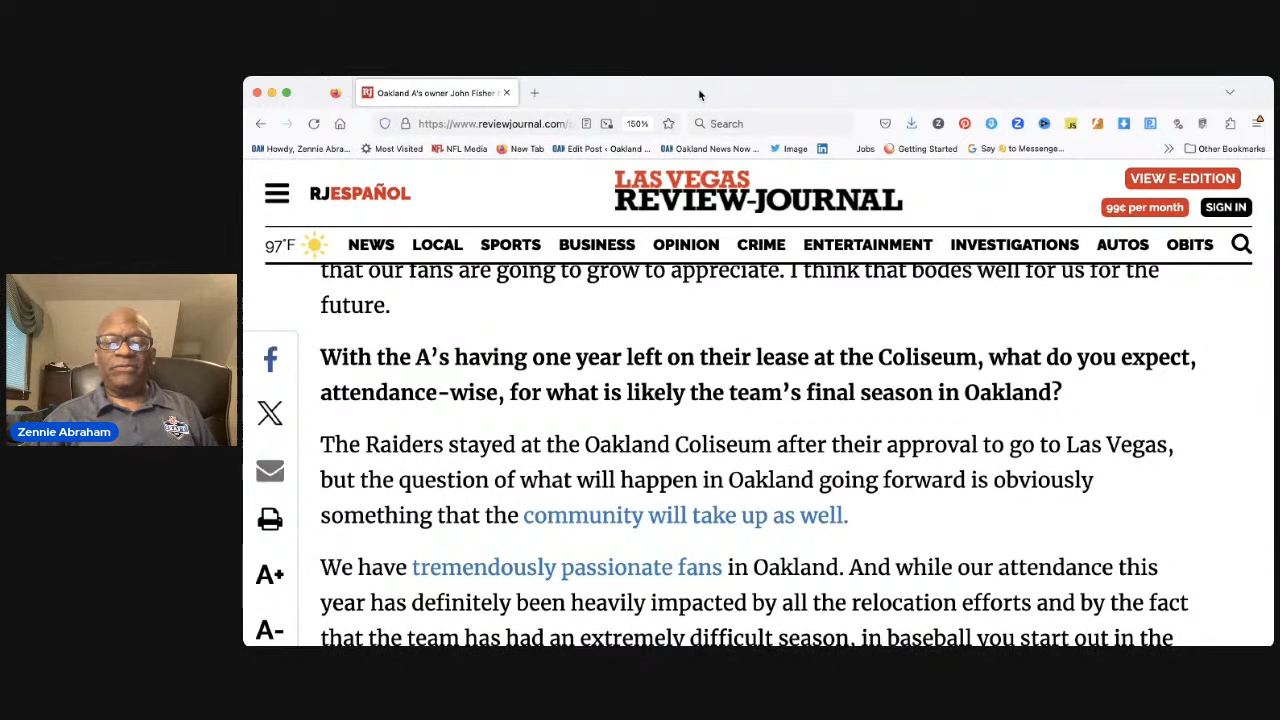 RJ Oakland A's owner John Fisher
https://www.reviewjournal.com/
150%
Search
OAN Howdy, Zennie Abra...
Most Visited
NFL Media
New Tab
OAN Edit Post ‹ Oakland ...
OAN Oakland News Now ...
Image
Jobs
Getting Started
Say 👋 to Messenge...
Other Bookmarks
RJESPAÑOL
LAS VEGAS
REVIEW-JOURNAL
VIEW E-EDITION
99¢ per month
SIGN IN
97°F
NEWS LOCAL SPORTS BUSINESS OPINION CRIME ENTERTAINMENT INVESTIGATIONS AUTOS OBITS
that our fans are going to grow to appreciate. I think that bodes well for us for the
future.
With the A's having one year left on their lease at the Coliseum, what do you expect,
attendance-wise, for what is likely the team's final season in Oakland?
The Raiders stayed at the Oakland Coliseum after their approval to go to Las Vegas,
but the question of what will happen in Oakland going forward is obviously
something that the community will take up as well.
We have tremendously passionate fans in Oakland. And while our attendance this
year has definitely been heavily impacted by all the relocation efforts and by the fact
that the team has had an extremely difficult season, in baseball you start out in the
A+
A-
Zennie Abraham